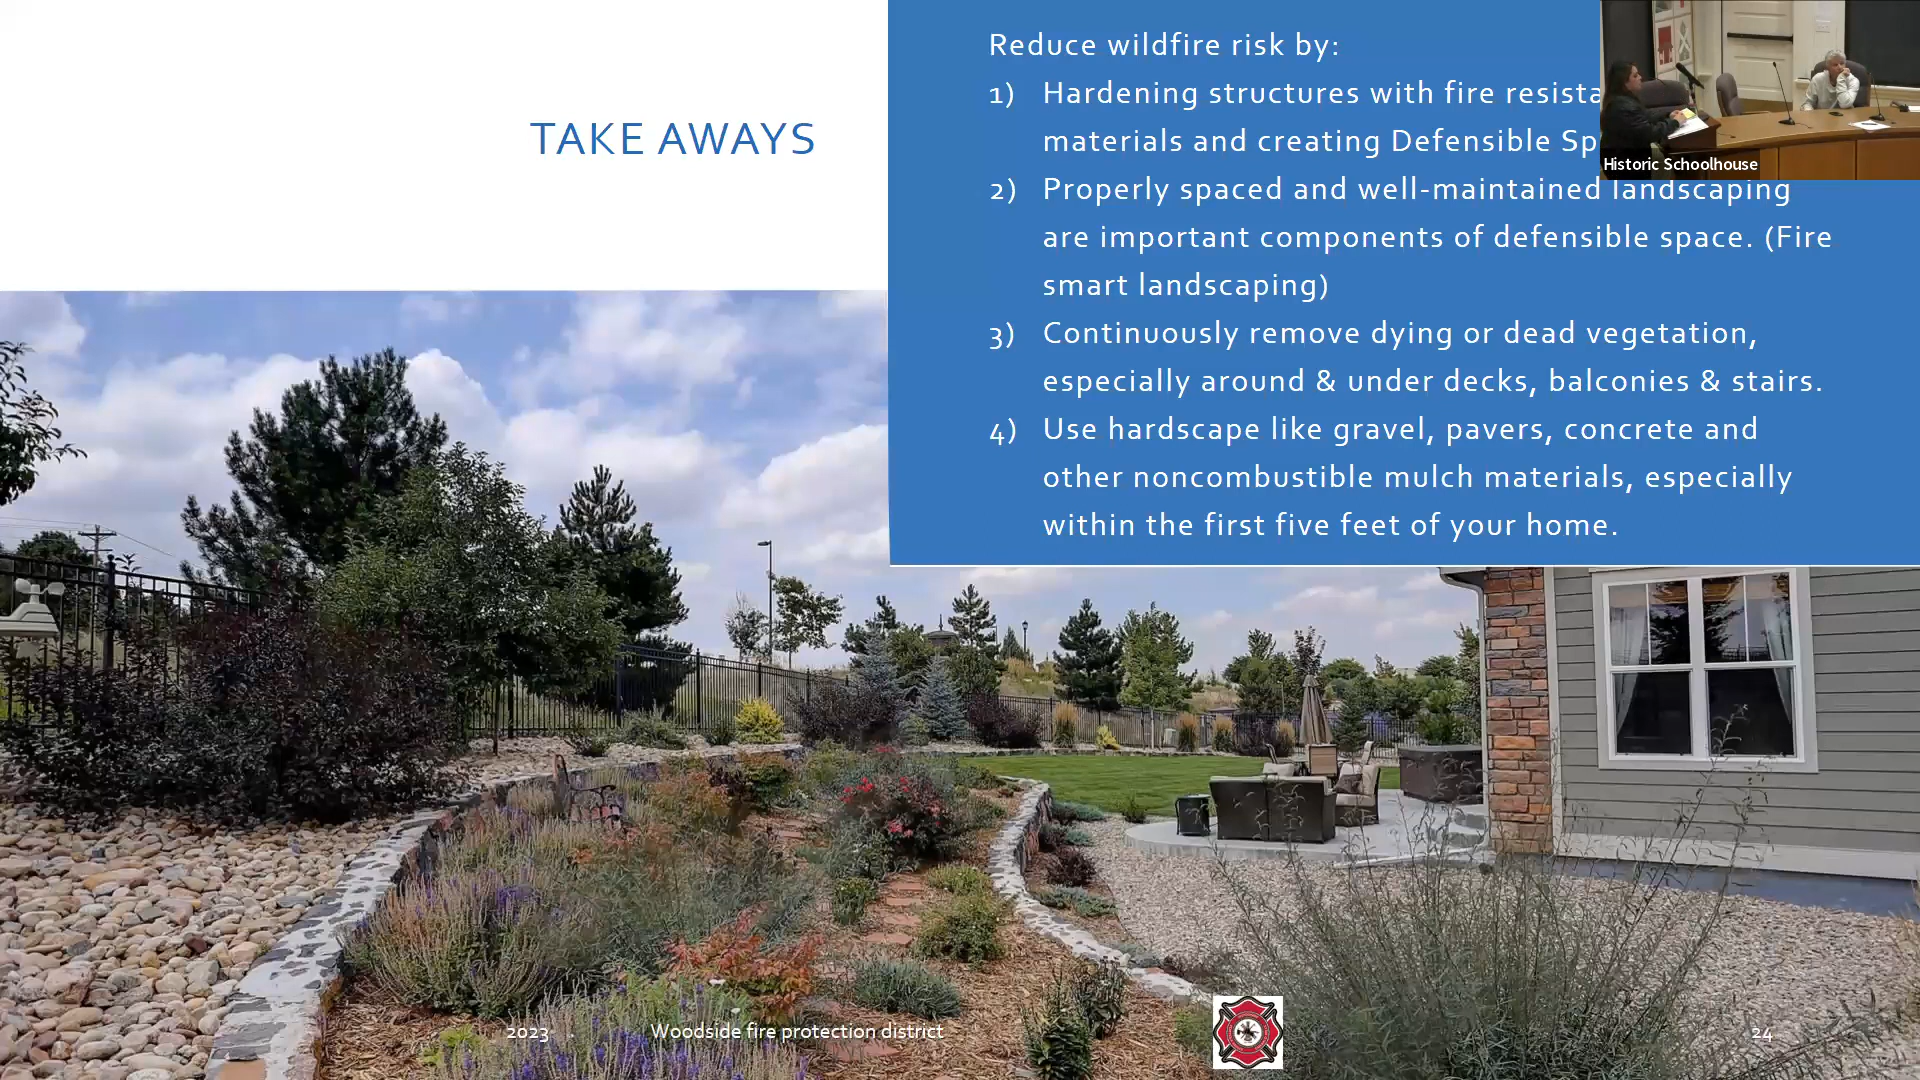 TAKE AWAYS
Reduce wildfire risk by:
1) Hardening structures with fire
materials and creating Defensible
2) Properly spaced and well-maintained landscaping
are important components of defensible space. (Fire
smart landscaping)
3) Continuously remove dying or dead vegetation,
especially around & under decks, balconies & stairs.
4) Use hardscape like gravel, pavers, concrete and
other noncombustible mulch materials, especially
within the first five feet of your home.
Historic Schoolhouse
2023
Woodside fire protection district
24